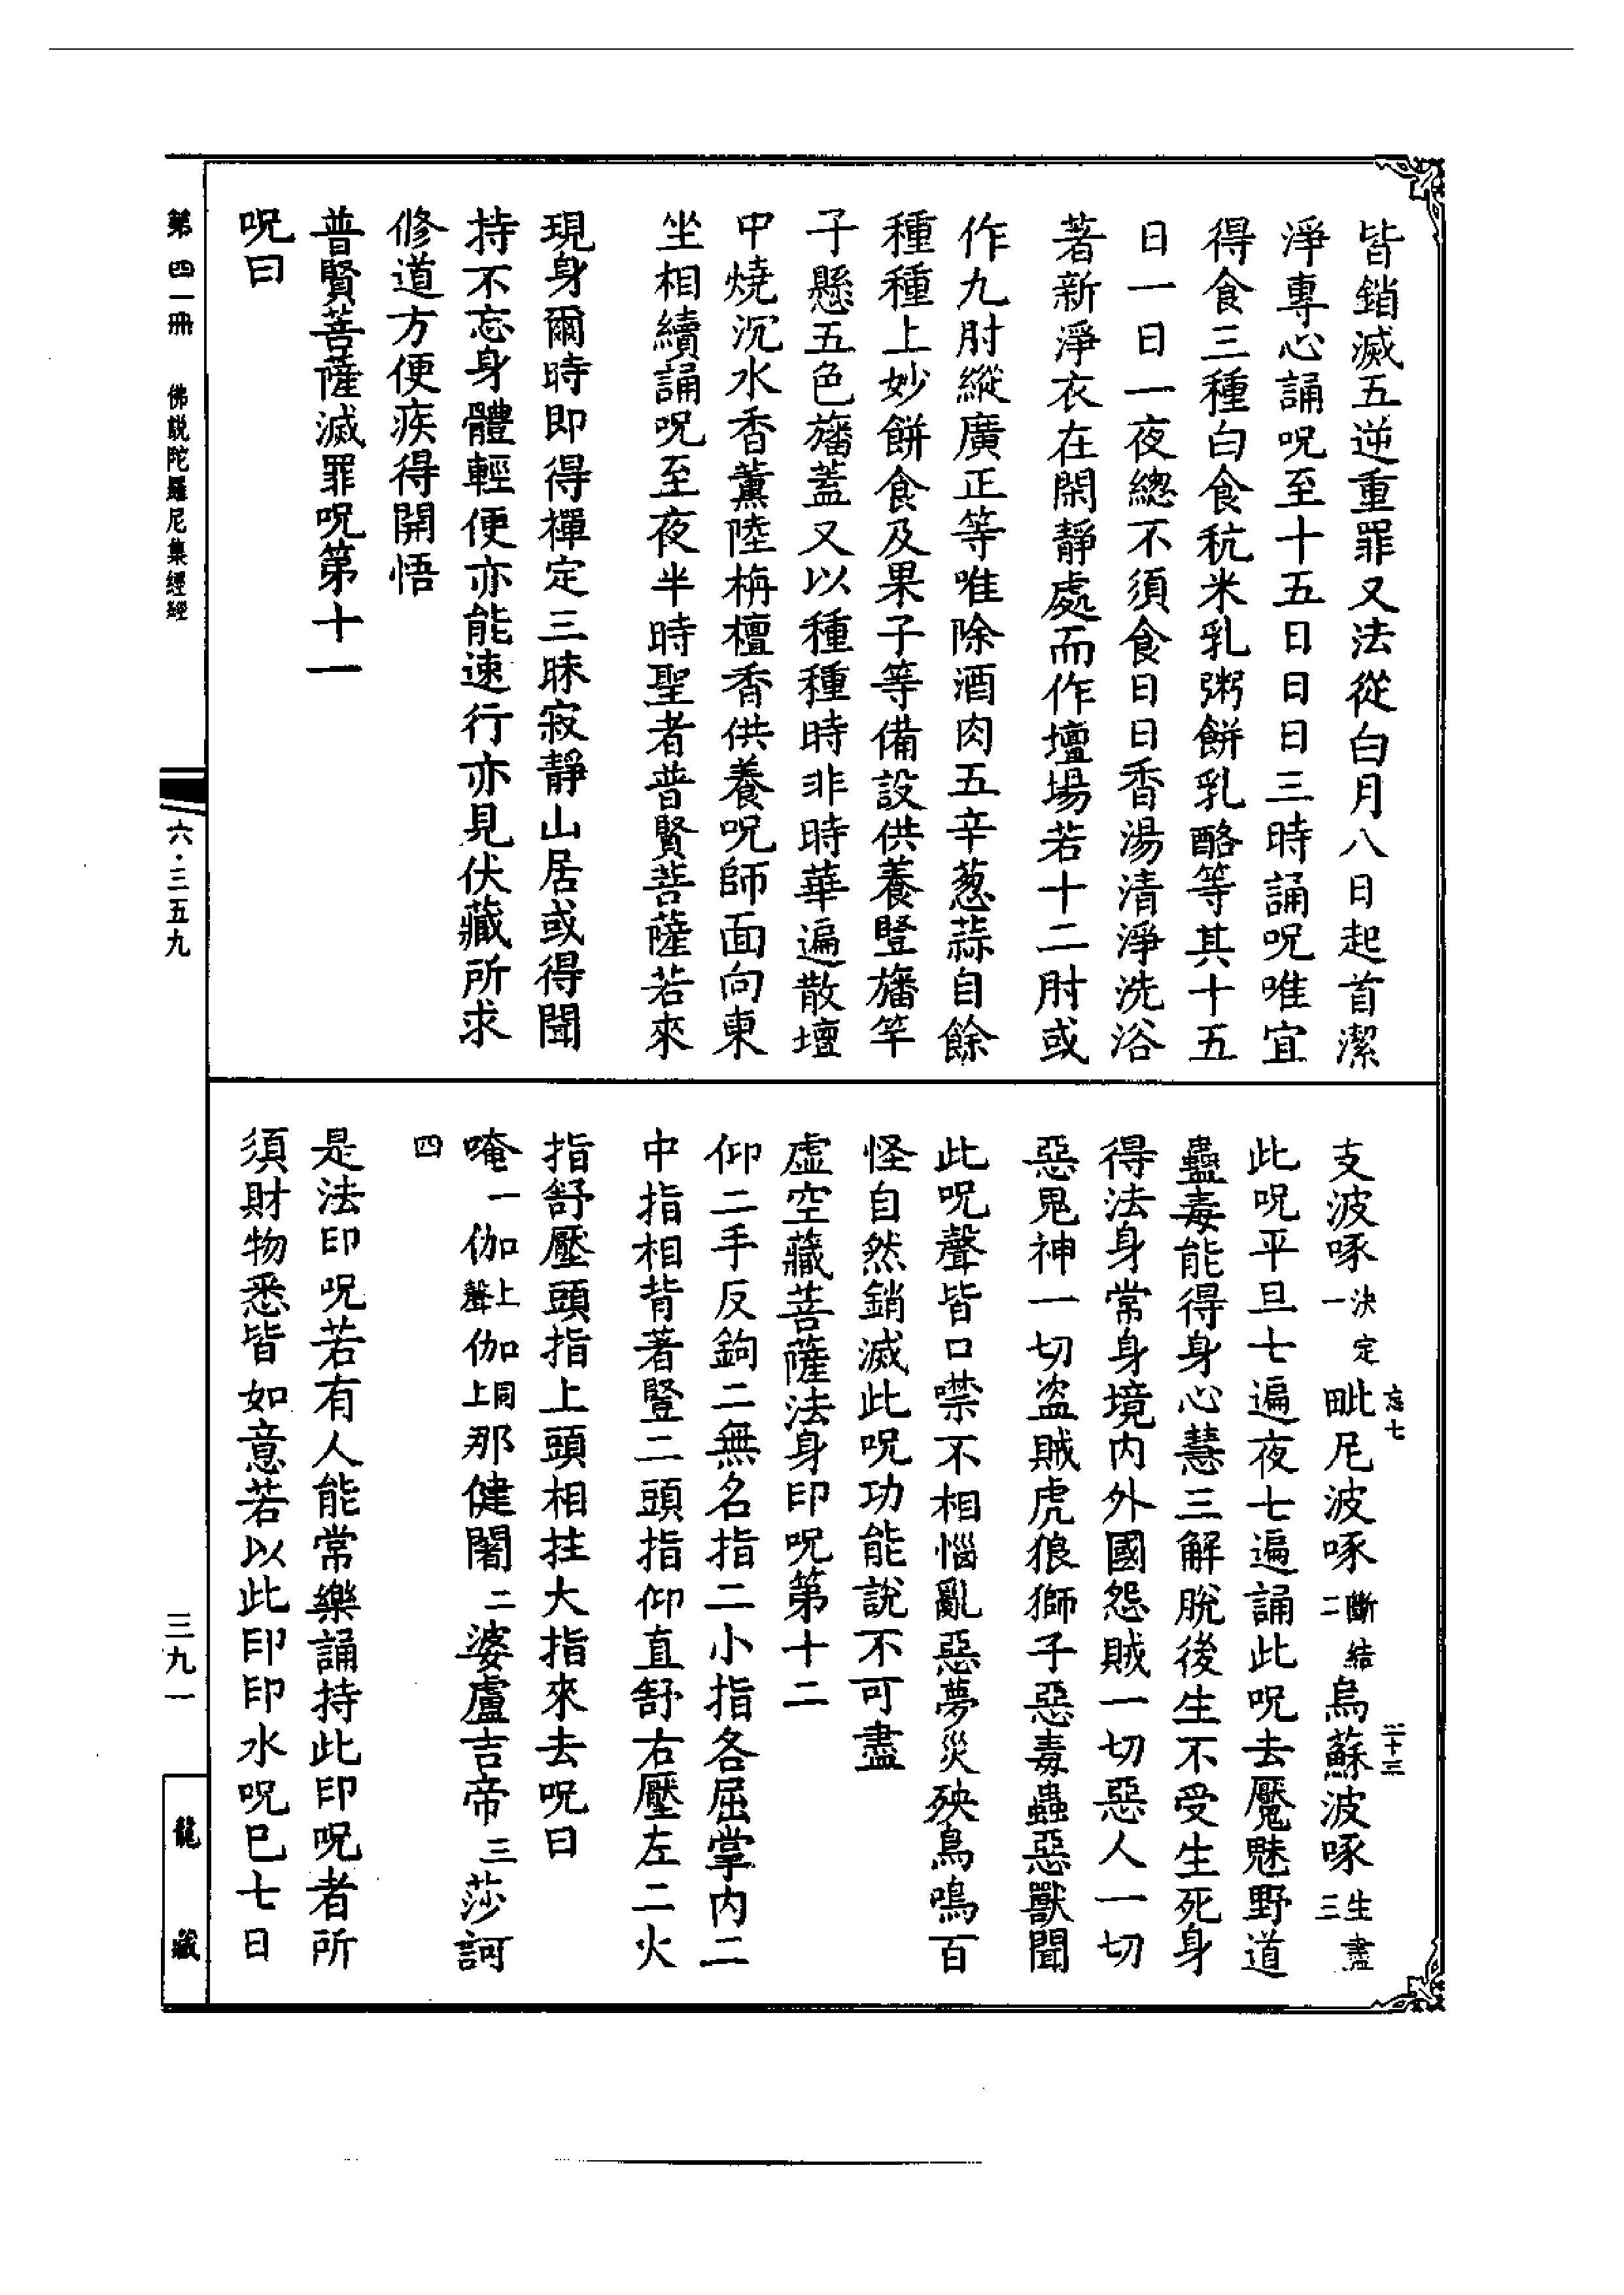 皆銷滅五逆重罪又法從白月八日起首潔
淨專心誦呪至十五日日日三時誦呪唯宜
得食三種白食秔米乳粥餅乳酪等其十五
日一日一夜總不須食日日香湯清淨洗浴
著新淨衣在閑靜處而作壇場若十二肘或
作九肘縱廣正等唯除酒肉五辛葱蒜自餘
種種上妙餅食及果子等備設供養豎旛竿
子懸五色旛蓋又以種種時非時華遍散壇
中燒沉水香薰陸栴檀香供養呪師面向東
坐相續誦呪至夜半時聖者普賢菩薩若來
現身爾時即得禪定三昧寂靜山居或得聞
持不忘身體輕便亦能速行亦見伏藏所求
修道方便疾得開悟
普賢菩薩滅罪呪第十一
呪曰
支波啄決定一毗尼波啄斷結二烏蘇波啄生盡三
忘七
二十三
此呪平旦七遍夜七遍誦此呪去魘魅野道
蠱毒能得身心慧三解脫後生不受生死身
得法身常身境內外國怨賊一切惡人一切
惡鬼神一切盜賊虎狼獅子惡毒蟲惡獸聞
此呪聲皆口噤不相惱亂惡夢災殃鳥鳴百
怪自然銷滅此呪功能說不可盡
虛空藏菩薩法身印呪第十二
仰二手反鉤二無名指二小指各屈掌內二
中指相背著豎二頭指仰直舒右壓左二大
指舒壓頭指上頭相拄大指來去呪曰
唵一伽上聲伽同上那健闍二婆盧吉帝三莎訶
四
是法印呪若有人能常樂誦持此印呪者所
須財物悉皆如意若以此印印水呪已七日
第四一冊
佛說陀羅尼集經經
六·三五九
三九一
龍藏